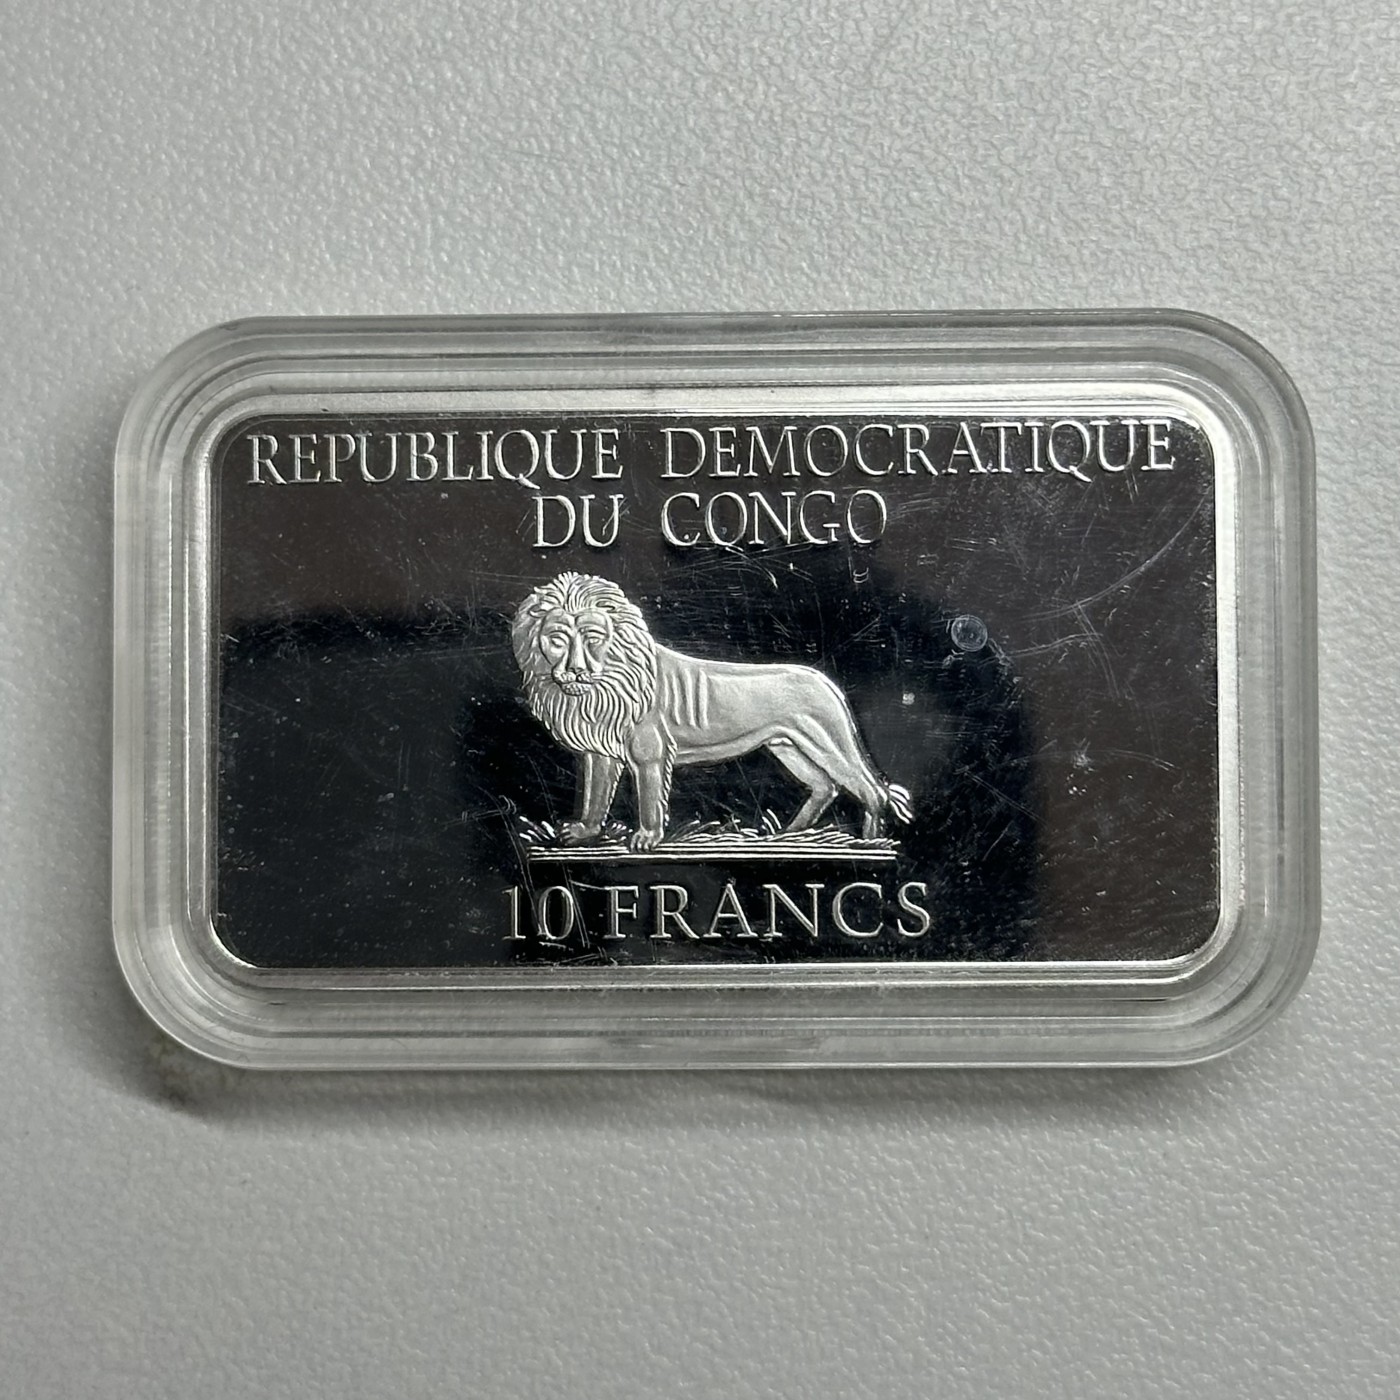 REPUBLIQUE DEMOCRATIQUE
DU CONGO
10 FRANCS